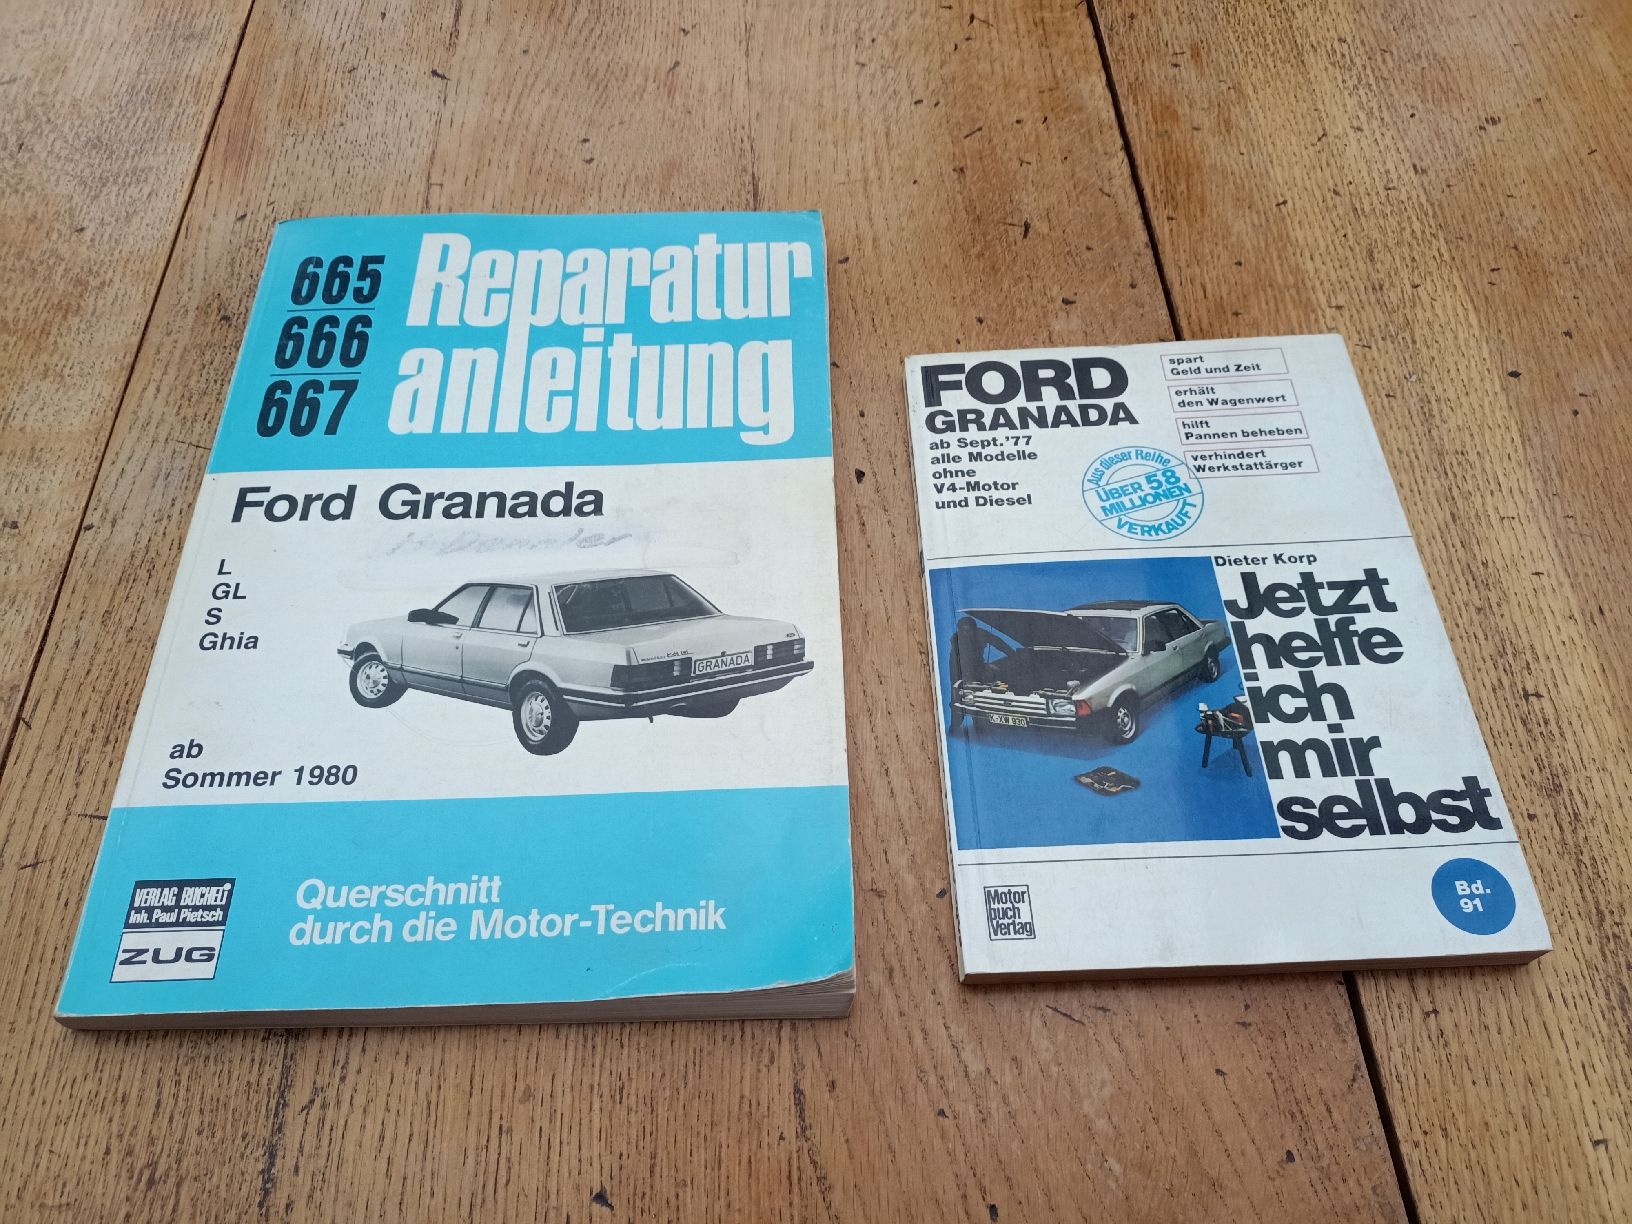 665
666
667
Reparatur
anleitung
Ford Granada
L
GL
S
Ghia
GRANADA
ab
Sommer 1980
VERLAG BUCHELI
Inh. Paul Pietsch
ZUG
Querschnitt
durch die Motor-Technik
FORD
GRANADA
ab Sept.'77
alle Modelle
ohne
V4-Motor
und Diesel
spart
Geld und Zeit
erhält
den Wagenwert
hilft
Pannen beheben
verhindert
Werkstattärger
Aus dieser Reihe
ÜBER 58
MILLIONEN
VERKAUFT
Dieter Korp
Jetzt
helfe
ich
mir
selbst
Motor
buch
Verlag
Bd.
91